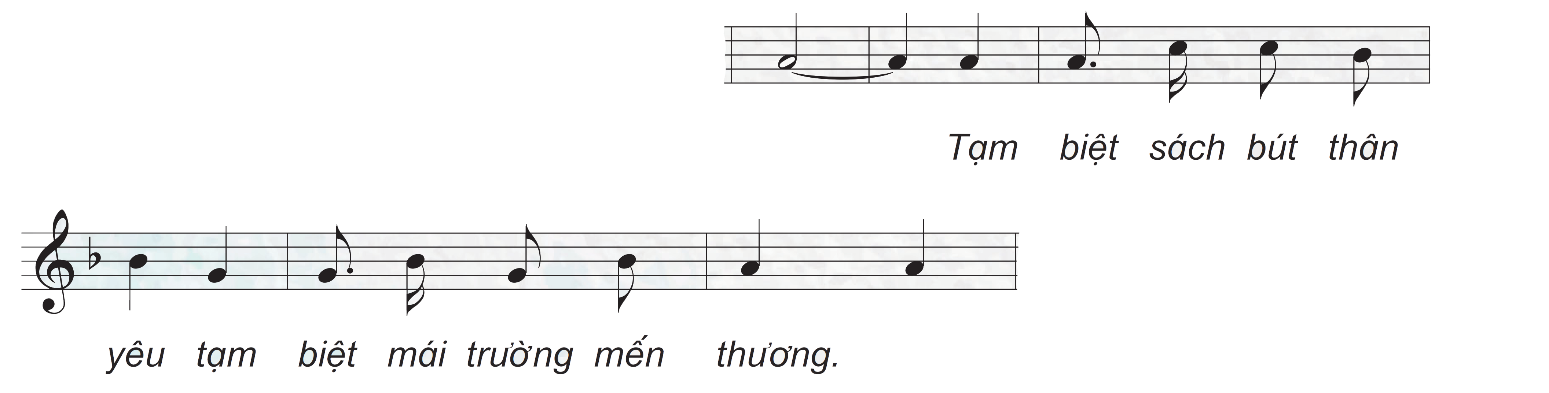 Tạm biệt sách bút thân
yêu tạm biệt mái trường mến thương.